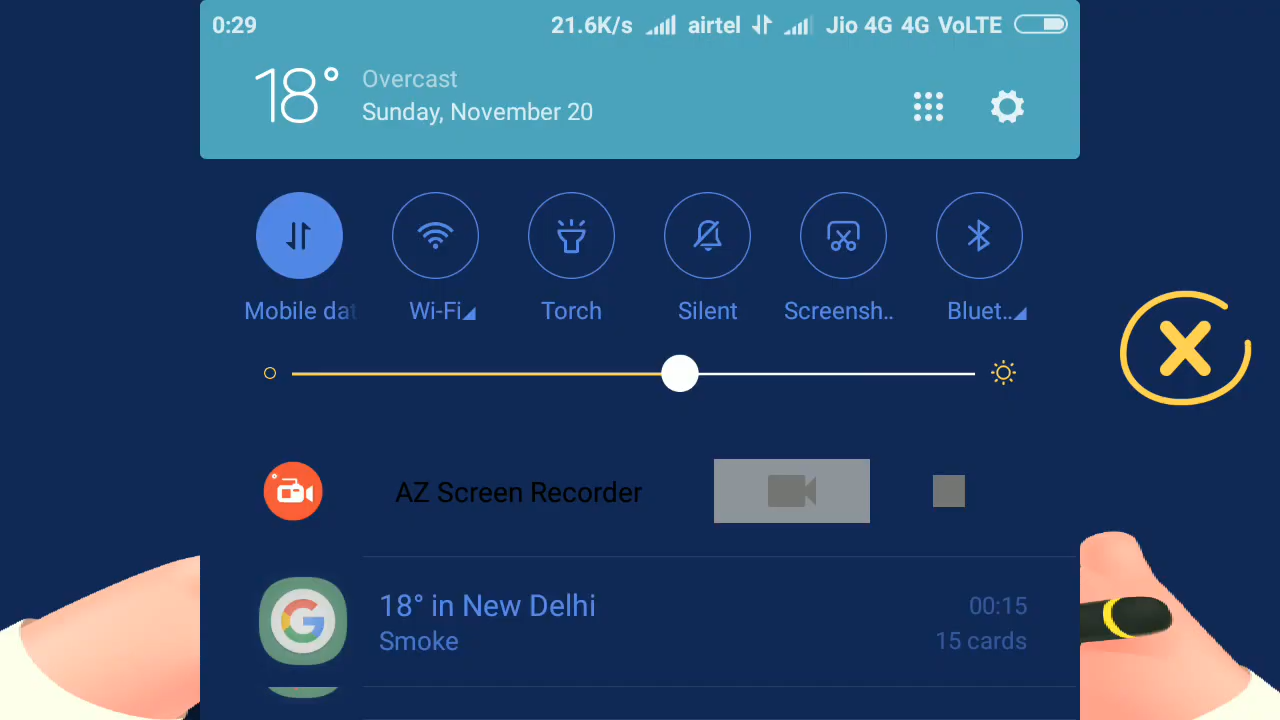 0:29 21.6K/s airtel Jio 4G 4G VoLTE
18° Overcast
Sunday, November 20
Mobile dat Wi-Fi Torch Silent Screensh.. Bluet..
AZ Screen Recorder
18° in New Delhi 00:15
Smoke 15 cards